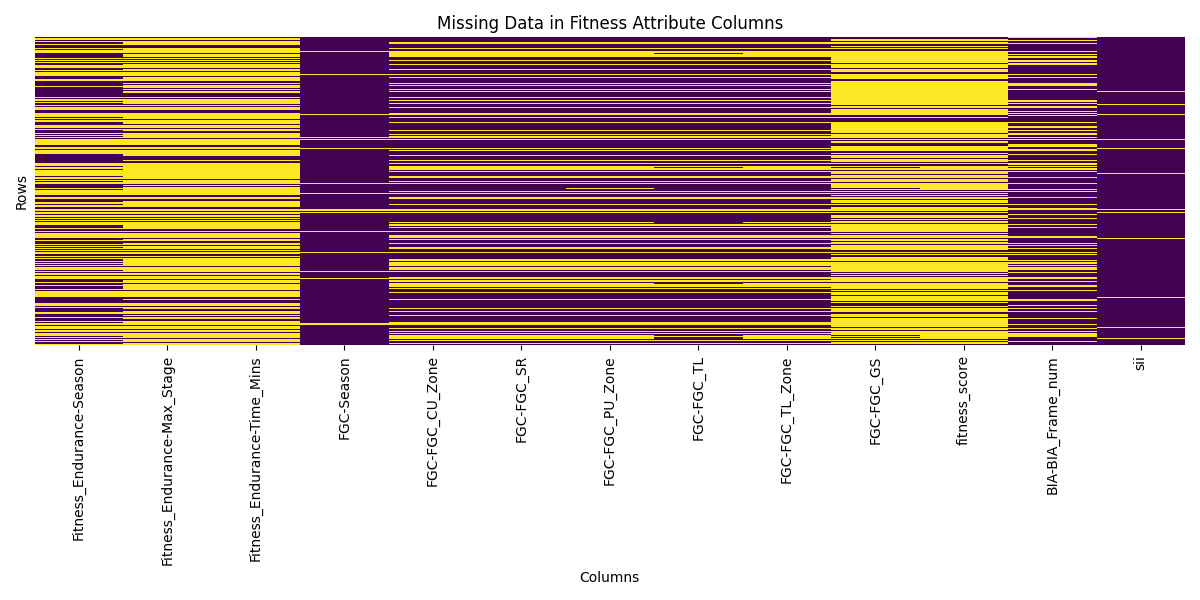 Missing Data in Fitness Attribute Columns
Rows
Fitness_Endurance-Season
Fitness_Endurance-Max_Stage
Fitness_Endurance-Time_Mins
FGC-Season
FGC-FGC_CU_Zone
FGC-FGC_SR
FGC-FGC_PU_Zone
FGC-FGC_TL
FGC-FGC_TL_Zone
FGC-FGC_GS
fitness_score
BIA-BIA_Frame_num
sii
Columns